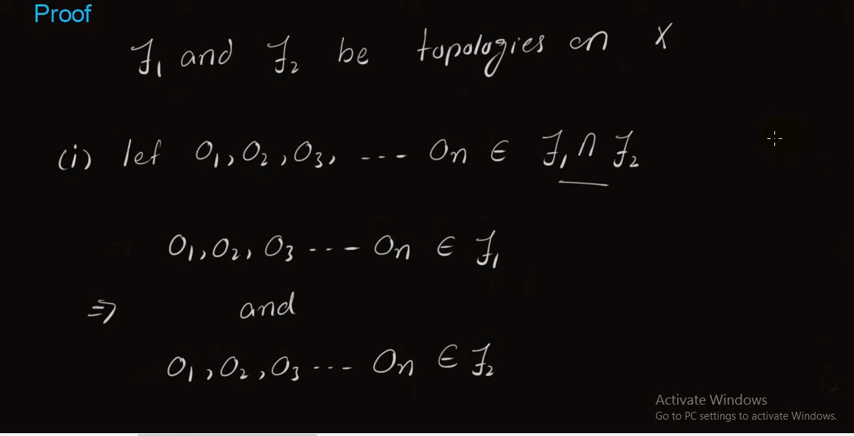 Proof
J₁ and J₂ be topologies on X
(i) let O₁, O₂, O₃, ---- On ∈ J₁ ∩ J₂
O₁, O₂, O₃ ---- On ∈ J₁
⇒ and
O₁, O₂, O₃ ---- On ∈ J₂
Activate Windows
Go to PC settings to activate Windows.